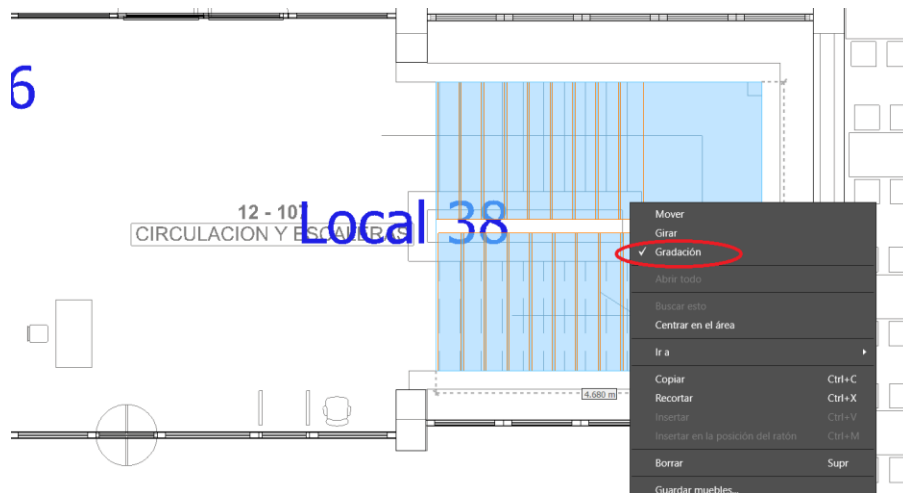 6
12 - 107
CIRCULACION Y ESCALERAS
Local 38
4.680 m
Mover
Girar
✓ Gradación
Abrir todo
Buscar esto
Centrar en el área
Ir a
Copiar Ctrl+C
Recortar Ctrl+X
Insertar Ctrl+V
Insertar en la posición del ratón Ctrl+M
Borrar Supr
Guardar muebles...